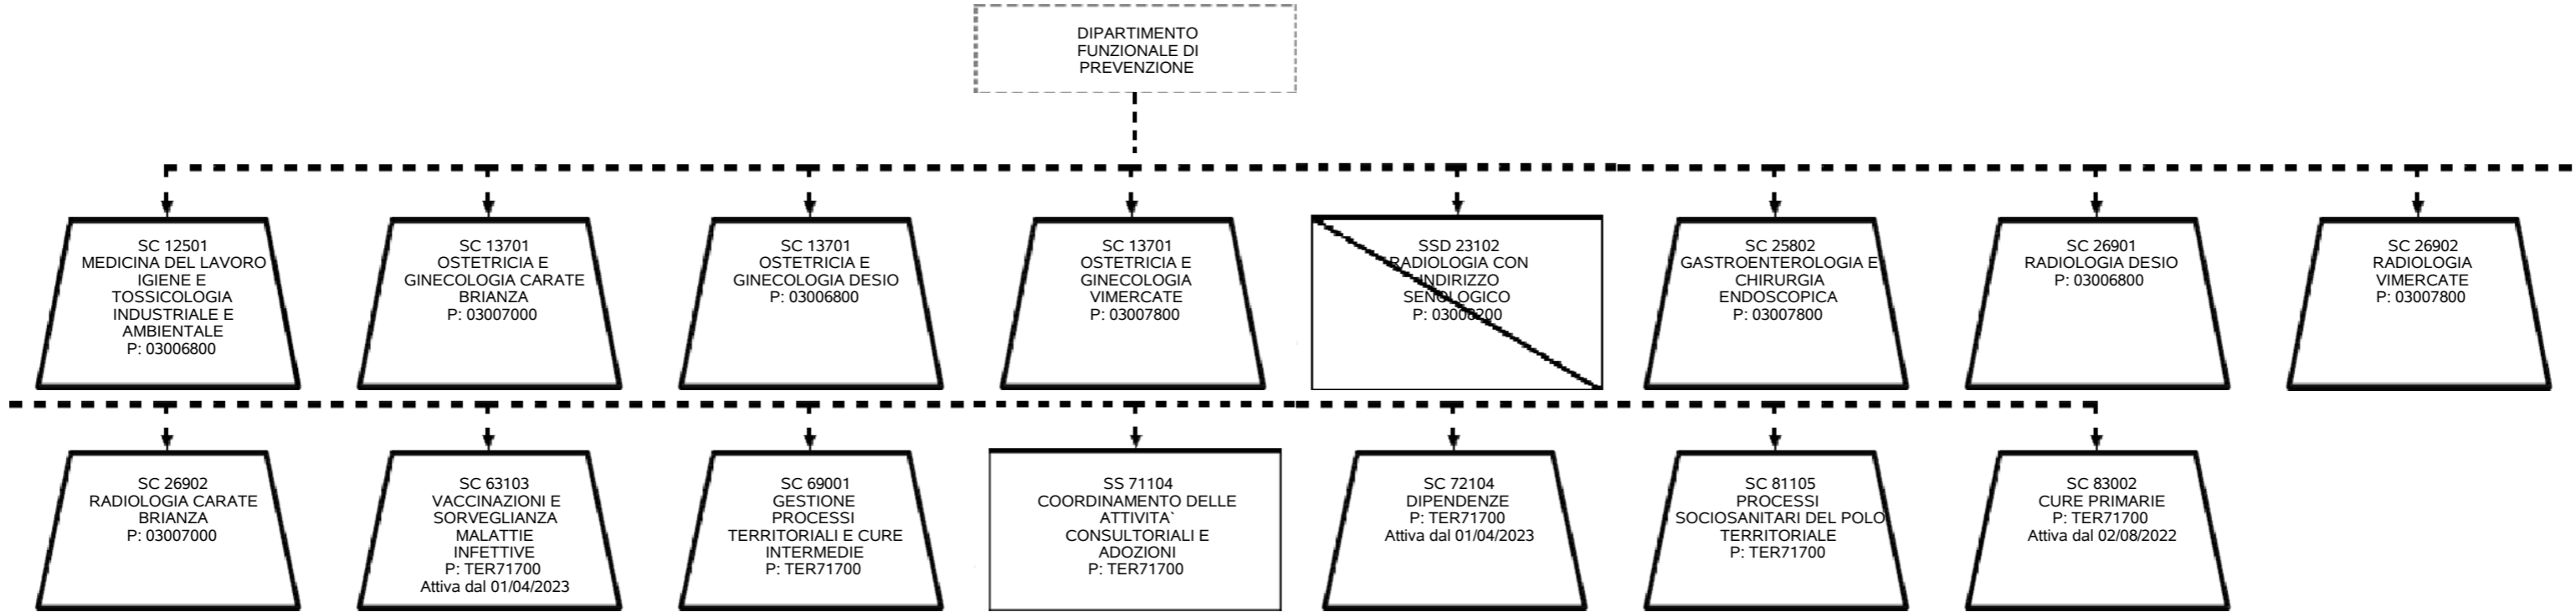 DIPARTIMENTO
FUNZIONALE DI
PREVENZIONE
SC 12501
MEDICINA DEL LAVORO
IGIENE E
TOSSICOLOGIA
INDUSTRIALE E
AMBIENTALE
P: 03006800
SC 13701
OSTETRICIA E
GINECOLOGIA CARATE
BRIANZA
P: 03007000
SC 13701
OSTETRICIA E
GINECOLOGIA DESIO
P: 03006800
SC 13701
OSTETRICIA E
GINECOLOGIA
VIMERCATE
P: 03007800
SSD 23102
RADIOLOGIA CON
INDIRIZZO
SENOLOGICO
P: 03006200
SC 25802
GASTROENTEROLOGIA E
CHIRURGIA
ENDOSCOPICA
P: 03007800
SC 26901
RADIOLOGIA DESIO
P: 03006800
SC 26902
RADIOLOGIA
VIMERCATE
P: 03007800
SC 26902
RADIOLOGIA CARATE
BRIANZA
P: 03007000
SC 63103
VACCINAZIONI E
SORVEGLIANZA
MALATTIE
INFETTIVE
P: TER71700
Attiva dal 01/04/2023
SC 69001
GESTIONE
PROCESSI
TERRITORIALI E CURE
INTERMEDIE
P: TER71700
SS 71104
COORDINAMENTO DELLE
ATTIVITA`
CONSULTORIALI E
ADOZIONI
P: TER71700
SC 72104
DIPENDENZE
P: TER71700
Attiva dal 01/04/2023
SC 81105
PROCESSI
SOCIOSANITARI DEL POLO
TERRITORIALE
P: TER71700
SC 83002
CURE PRIMARIE
P: TER71700
Attiva dal 02/08/2022